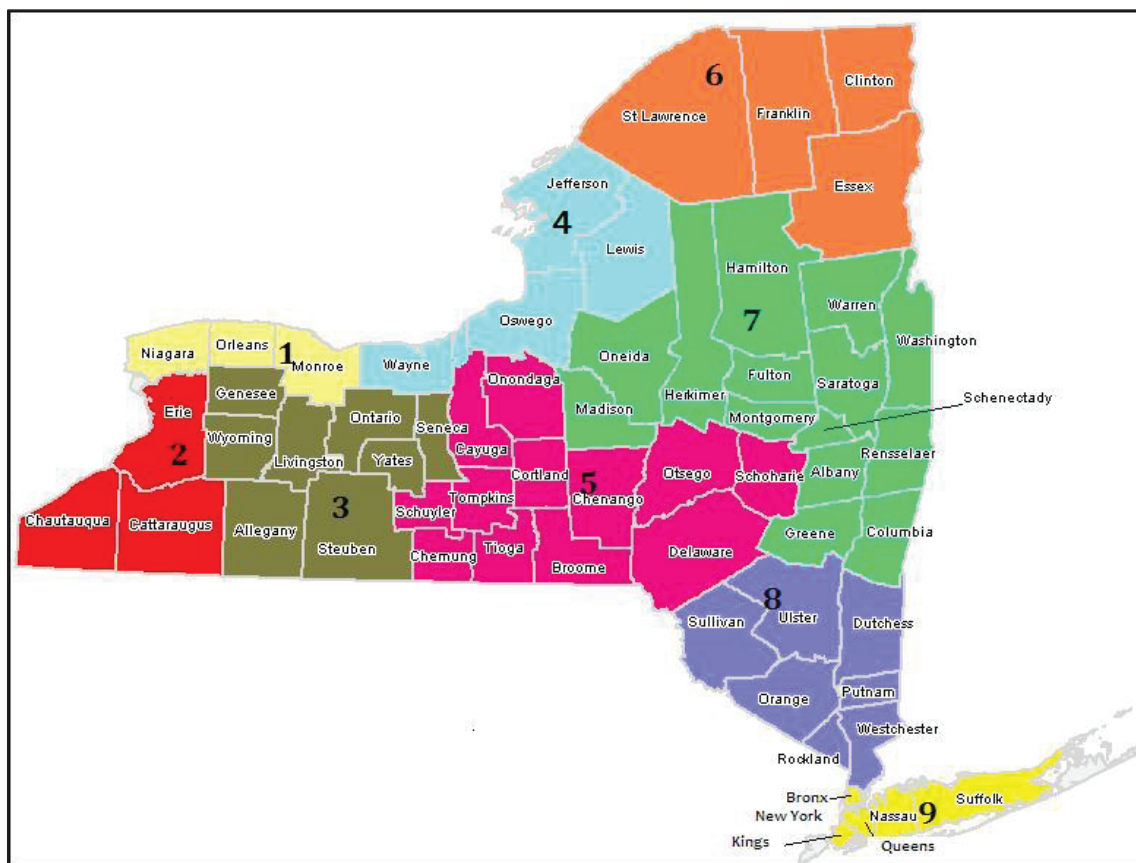 6
Clinton
St Lawrence
Franklin
Essex
Jefferson
4
Lewis
Hamilton
Warren
7
Washington
Oswego
Niagara
Orleans
1
Monroe
Wayne
Oneida
Fulton
Saratoga
Herkimer
Schenectady
Genesee
Erie
Onondaga
Madison
Montgomery
Ontario
Seneca
Wyoming
2
Livingston
Yates
Cayuga
Cortland
5
Otsego
Schoharie
Albany
Rensselaer
Tompkins
Chenango
Schuyler
3
Chautauqua
Cattaraugus
Allegany
Steuben
Chemung
Tioga
Broome
Delaware
Greene
Columbia
8
Ulster
Sullivan
Dutchess
Orange
Putnam
Westchester
Rockland
Bronx
New York
Suffolk
Nassau
9
Kings
Queens